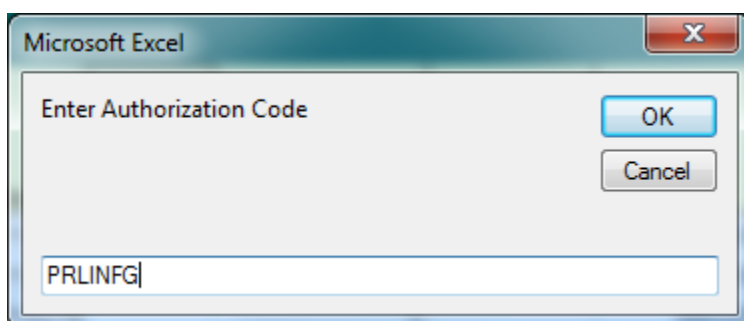 Microsoft Excel
Enter Authorization Code
OK
Cancel
PRLINFG